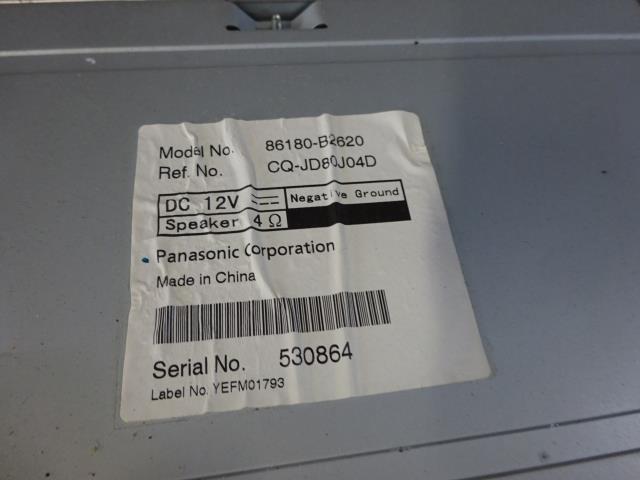 Model No. 86180-B2620
Ref. No. CQ-JD80J04D
DC 12V Negative Ground
Speaker 4 Ω
Panasonic Corporation
Made in China
Serial No. 530864
Label No. YEFM01793